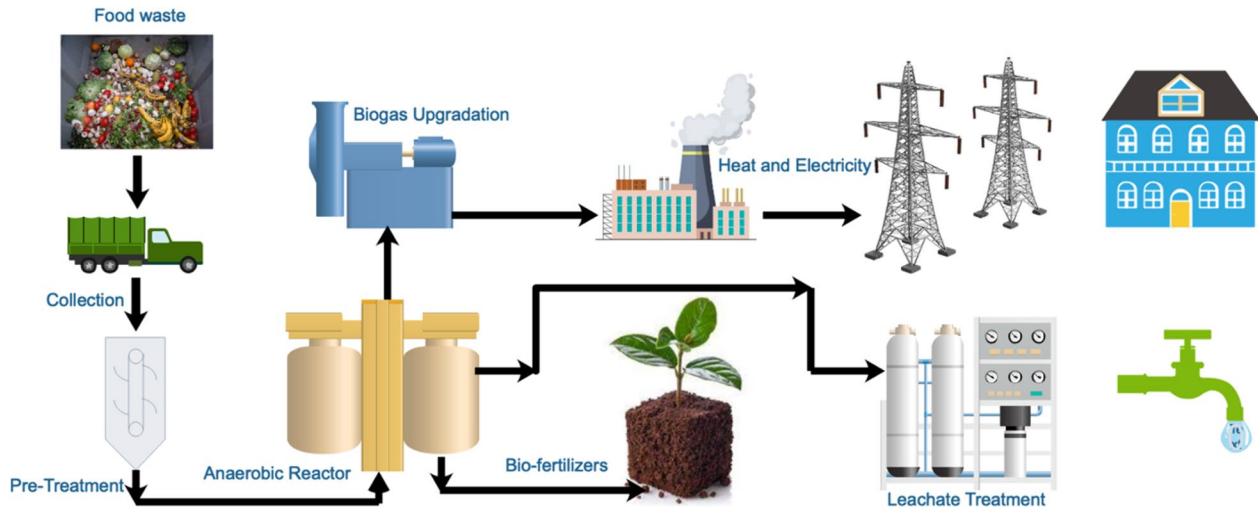 Food waste
Biogas Upgradation
Heat and Electricity
Collection
Pre-Treatment
Anaerobic Reactor
Bio-fertilizers
Leachate Treatment